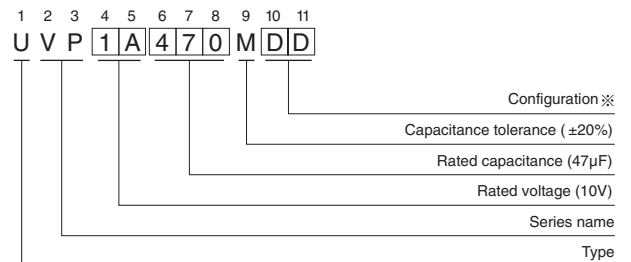 1 2 3 4 5 6 7 8 9 10 11
U V P 1 A 4 7 0 M D D
Configuration ※
Capacitance tolerance ( ±20%)
Rated capacitance (47µF)
Rated voltage (10V)
Series name
Type